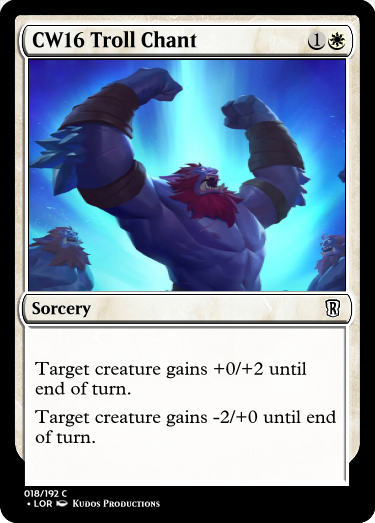 CW16 Troll Chant 1
Sorcery R
Target creature gains +0/+2 until
end of turn.
Target creature gains -2/+0 until end
of turn.
018/192 C
• LOR Kudos Productions